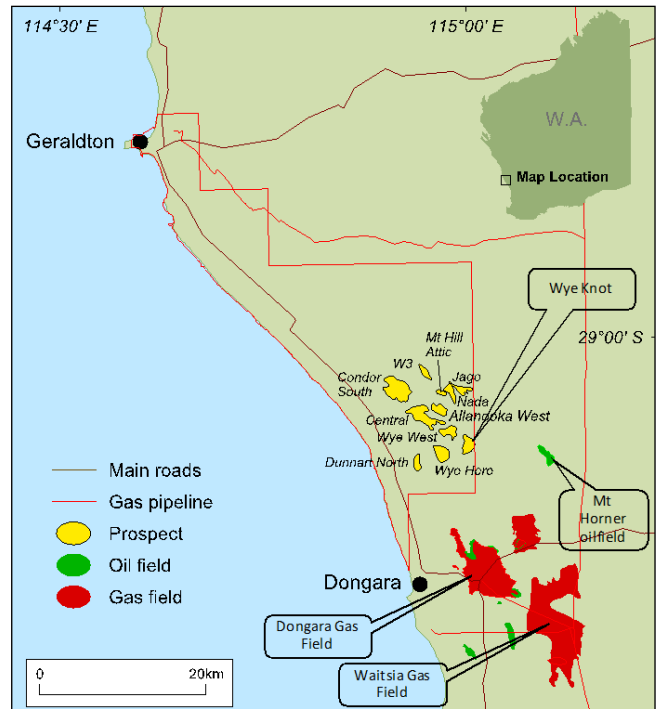 114°30' E
115°00' E
Geraldton
W.A.
Map Location
Wye Knot
29°00' S
Mt Hill
Attic
W3
Jago
Condor
South
Nada
Allanooka West
Central
Wye West
Dunnart North
Wye Hero
Main roads
Gas pipeline
Prospect
Oil field
Gas field
Mt
Horner
oilfield
Dongara
Dongara Gas
Field
Waitsia Gas
Field
0 20km